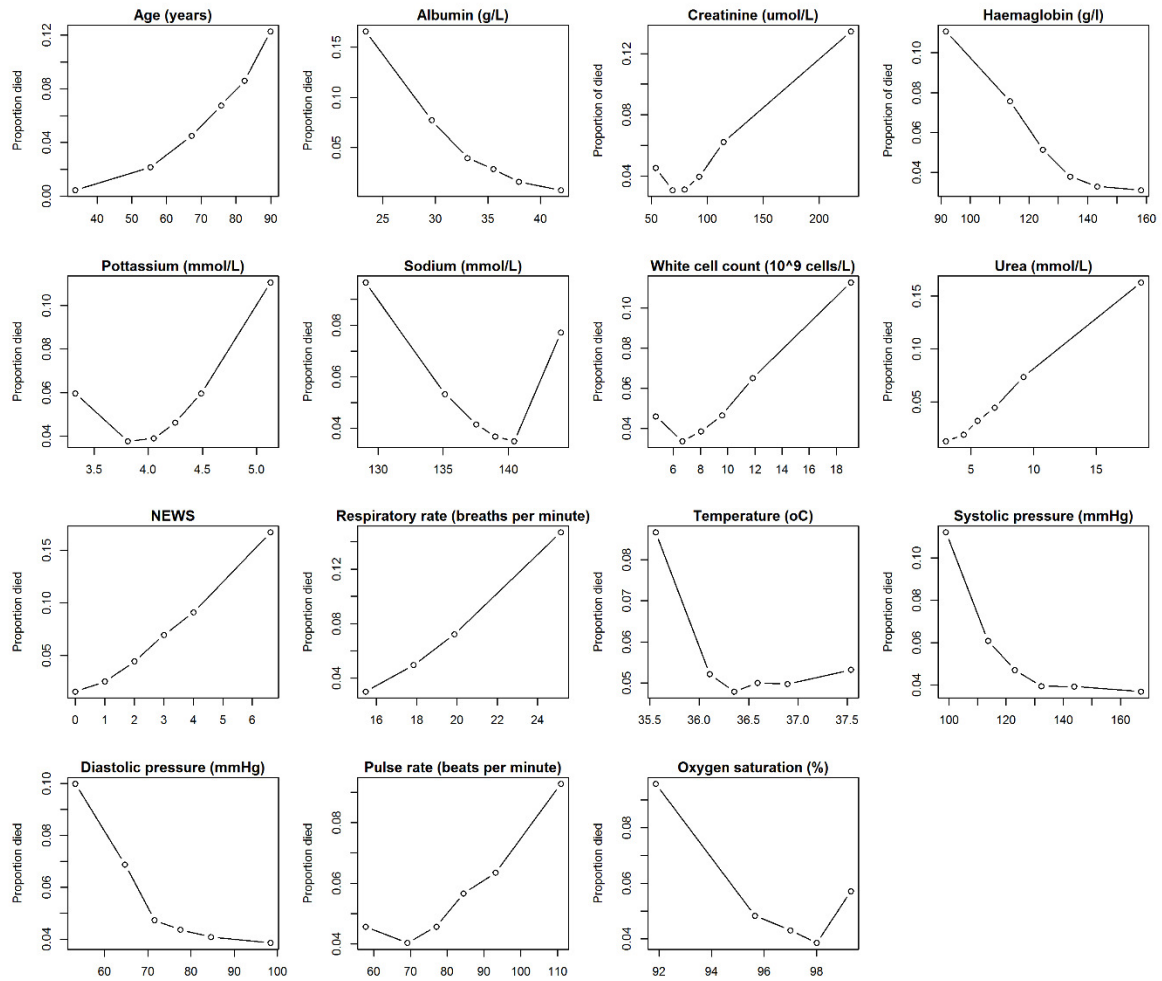 Age (years)
Proportion died
0.00 0.04 0.08 0.12
40 50 60 70 80 90
Albumin (g/L)
Proportion died
0.05 0.10 0.15
25 30 35 40
Creatinine (umol/L)
Proportion of died
0.04 0.08 0.12
50 100 150 200
Haemaglobin (g/l)
Proportion died
0.04 0.06 0.08 0.10
90 100 120 130 140 150 160
Pottassium (mmol/L)
Proportion died
0.04 0.06 0.08 0.10
3.5 4.0 4.5 5.0
Sodium (mmol/L)
Proportion died
0.04 0.06 0.08
130 135 140
White cell count (10^9 cells/L)
Proportion died
0.04 0.06 0.08 0.10
6 8 10 12 14 16 18
Urea (mmol/L)
Proportion died
0.05 0.10 0.15
5 10 15
NEWS
Proportion died
0.05 0.10 0.15
0 1 2 3 4 5 6
Respiratory rate (breaths per minute)
Proportion died
0.04 0.08 0.12
16 18 20 22 24
Temperature (oC)
Proportion died
0.05 0.06 0.07 0.08
35.5 36.0 36.5 37.0 37.5
Systolic pressure (mmHg)
Proportion died
0.04 0.06 0.08 0.10
100 120 140 160
Diastolic pressure (mmHg)
Proportion died
0.04 0.06 0.08 0.10
60 70 80 90 100
Pulse rate (beats per minute)
Proportion died
0.04 0.06 0.08
60 70 80 90 100 110
Oxygen saturation (%)
Proportion died
0.04 0.06 0.08
92 94 96 98